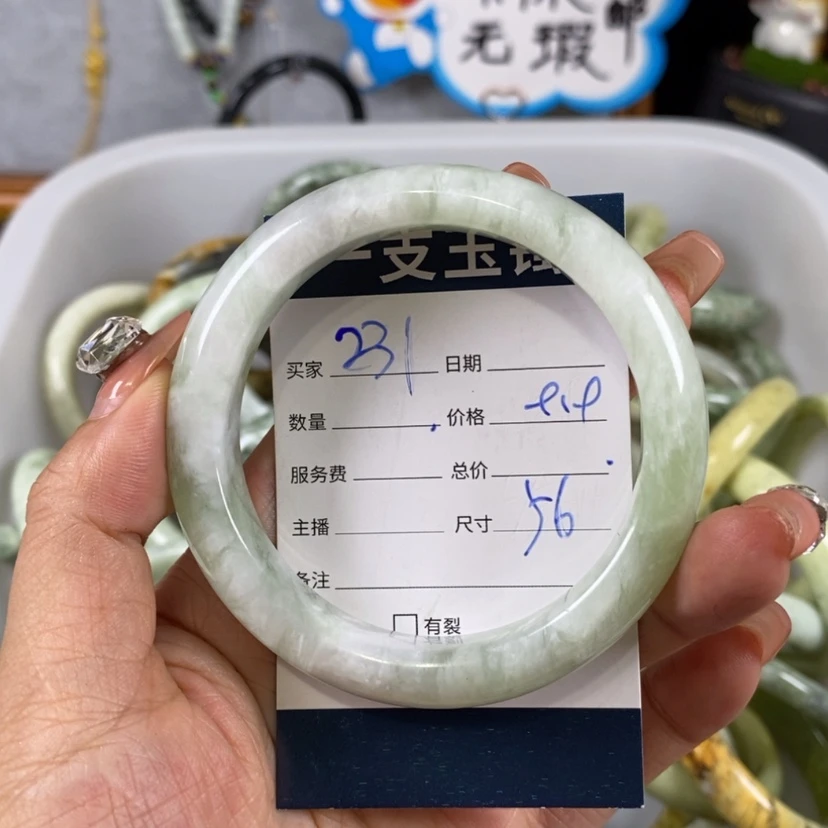 无瑕
一支玉镯
买家 231 日期
数量 价格
服务费 总价
主播 尺寸 56
备注
有裂